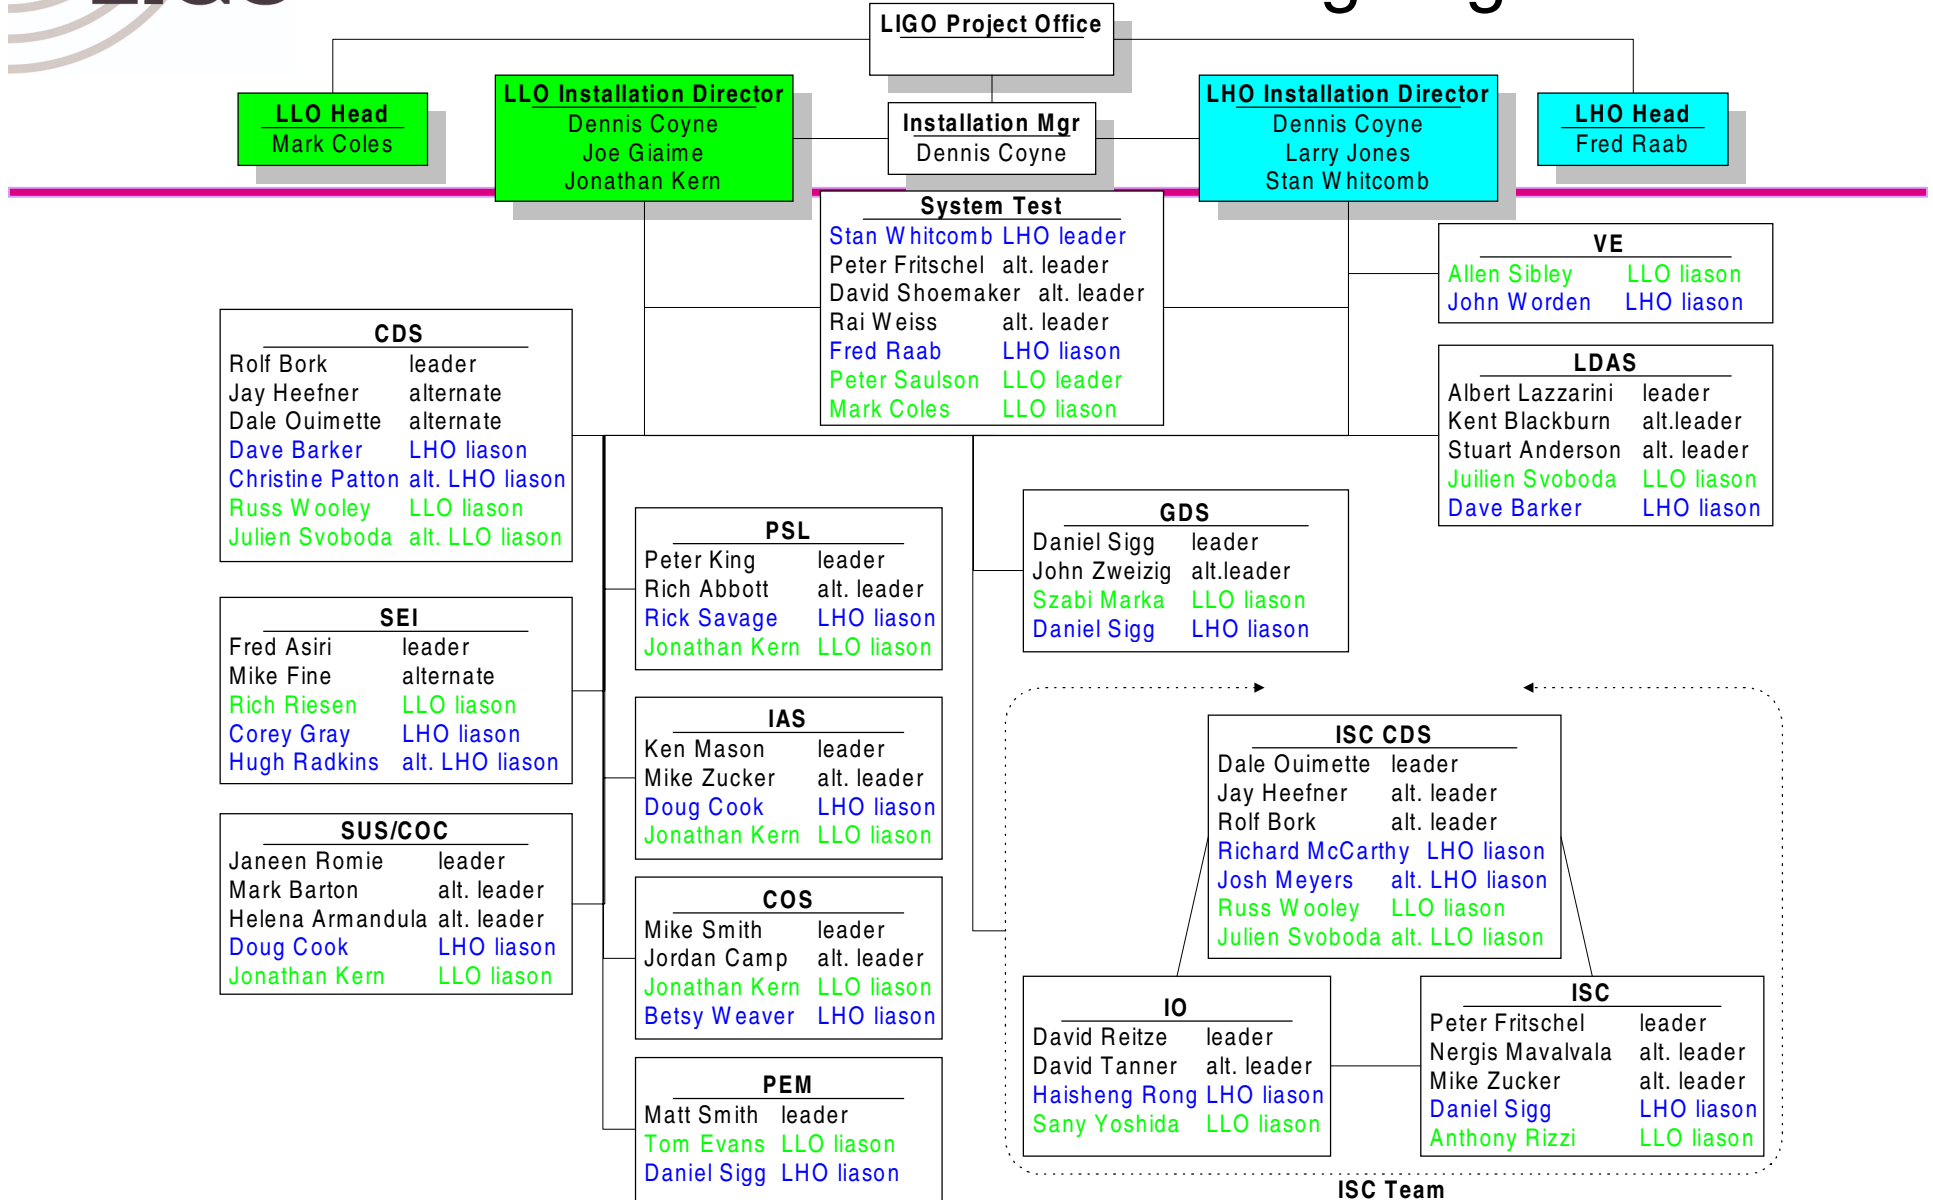 LIGO Project Office
LLO Head
Mark Coles
LLO Installation Director
Dennis Coyne
Joe Giaime
Jonathan Kern
Installation Mgr
Dennis Coyne
LHO Installation Director
Dennis Coyne
Larry Jones
Stan Whitcomb
LHO Head
Fred Raab
System Test
Stan Whitcomb LHO leader
Peter Fritschel alt. leader
David Shoemaker alt. leader
Rai Weiss alt. leader
Fred Raab LHO liason
Peter Saulson LLO leader
Mark Coles LLO liason
VE
Allen Sibley LLO liason
John Worden LHO liason
CDS
Rolf Bork leader
Jay Heefner alternate
Dale Ouimette alternate
Dave Barker LHO liason
Christine Patton alt. LHO liason
Russ Wooley LLO liason
Julien Svoboda alt. LLO liason
LDAS
Albert Lazzarini leader
Kent Blackburn alt.leader
Stuart Anderson alt. leader
Juilien Svoboda LLO liason
Dave Barker LHO liason
PSL
Peter King leader
Rich Abbott alt. leader
Rick Savage LHO liason
Jonathan Kern LLO liason
GDS
Daniel Sigg leader
John Zweizig alt.leader
Szabi Marka LLO liason
Daniel Sigg LHO liason
SEI
Fred Asiri leader
Mike Fine alternate
Rich Riesen LLO liason
Corey Gray LHO liason
Hugh Radkins alt. LHO liason
IAS
Ken Mason leader
Mike Zucker alt. leader
Doug Cook LHO liason
Jonathan Kern LLO liason
ISC CDS
Dale Ouimette leader
Jay Heefner alt. leader
Rolf Bork alt. leader
Richard McCarthy LHO liason
Josh Meyers alt. LHO liason
Russ Wooley LLO liason
Julien Svoboda alt. LLO liason
SUS/COC
Janeen Romie leader
Mark Barton alt. leader
Helena Armandula alt. leader
Doug Cook LHO liason
Jonathan Kern LLO liason
COS
Mike Smith leader
Jordan Camp alt. leader
Jonathan Kern LLO liason
Betsy Weaver LHO liason
IO
David Reitze leader
David Tanner alt. leader
Haisheng Rong LHO liason
Sany Yoshida LLO liason
ISC
Peter Fritschel leader
Nergis Mavalvala alt. leader
Mike Zucker alt. leader
Daniel Sigg LHO liason
Anthony Rizzi LLO liason
PEM
Matt Smith leader
Tom Evans LLO liason
Daniel Sigg LHO liason
ISC Team